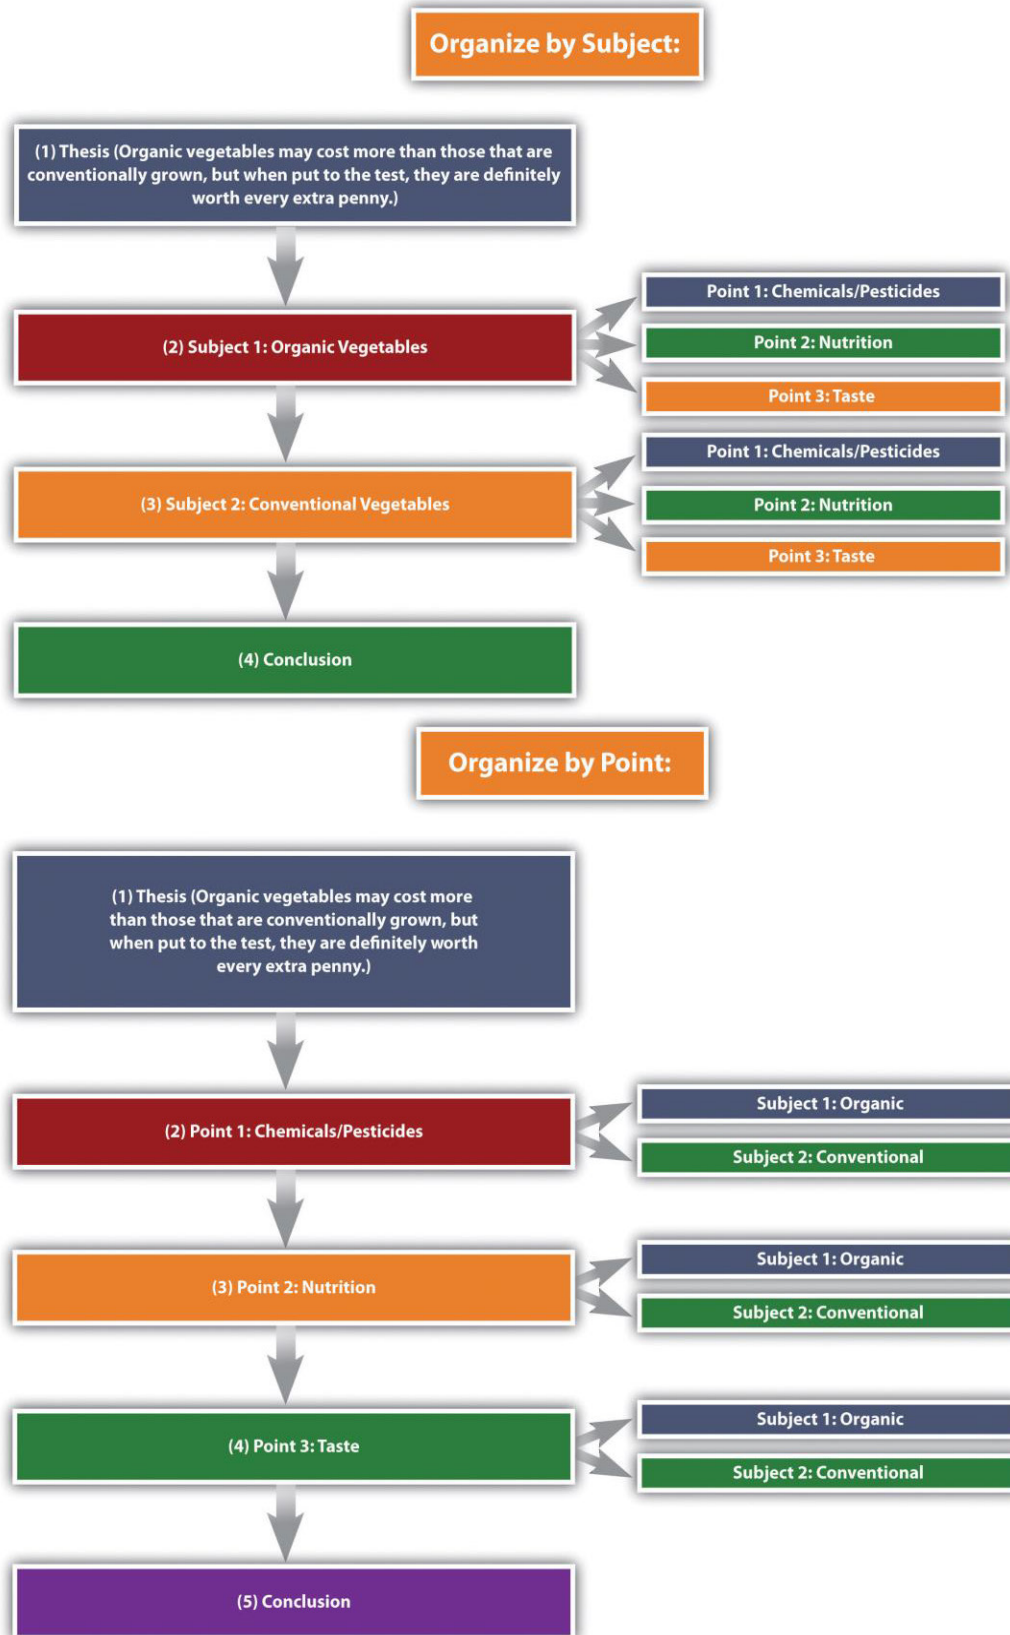 Organize by Subject:
(1) Thesis (Organic vegetables may cost more than those that are
conventionally grown, but when put to the test, they are definitely
worth every extra penny.)
(2) Subject 1: Organic Vegetables
Point 1: Chemicals/Pesticides
Point 2: Nutrition
Point 3: Taste
(3) Subject 2: Conventional Vegetables
Point 1: Chemicals/Pesticides
Point 2: Nutrition
Point 3: Taste
(4) Conclusion
Organize by Point:
(1) Thesis (Organic vegetables may cost more
than those that are conventionally grown, but
when put to the test, they are definitely worth
every extra penny.)
(2) Point 1: Chemicals/Pesticides
Subject 1: Organic
Subject 2: Conventional
(3) Point 2: Nutrition
Subject 1: Organic
Subject 2: Conventional
(4) Point 3: Taste
Subject 1: Organic
Subject 2: Conventional
(5) Conclusion